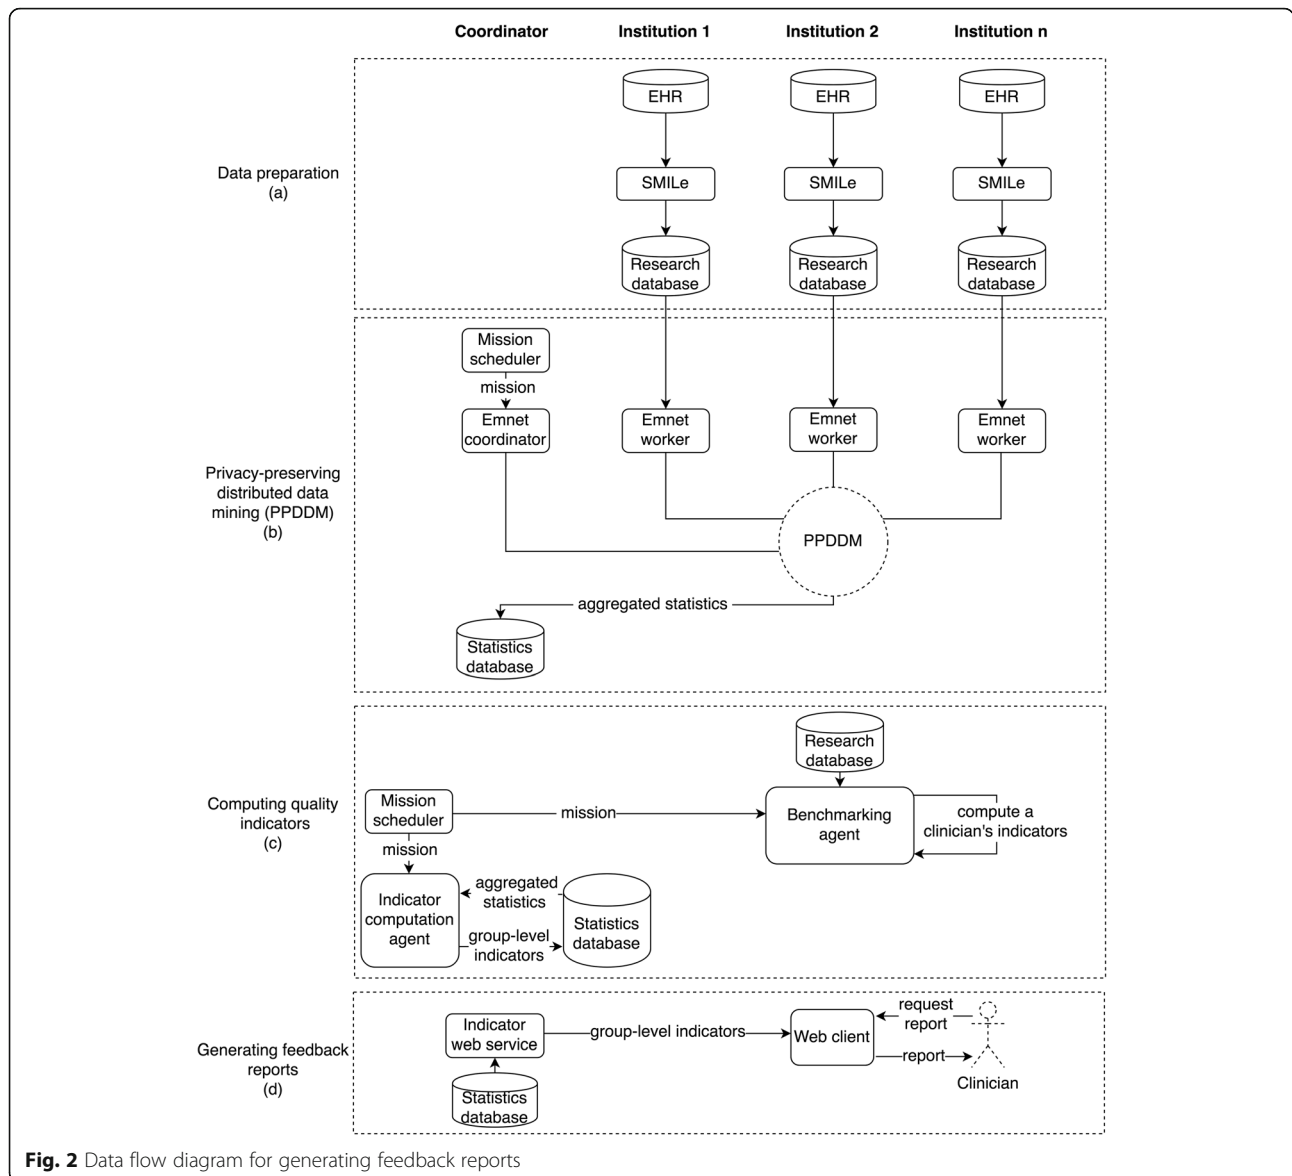 Coordinator
Institution 1
Institution 2
Institution n
EHR
EHR
EHR
Data preparation
(a)
SMILe
SMILe
SMILe
Research
database
Research
database
Research
database
Mission
scheduler
mission
Emnet
coordinator
Emnet
worker
Emnet
worker
Emnet
worker
Privacy-preserving
distributed data
mining (PPDDM)
(b)
PPDDM
aggregated statistics
Statistics
database
Research
database
Computing quality
indicators
(c)
Mission
scheduler
mission
Benchmarking
agent
compute a
clinician's indicators
mission
Indicator
computation
agent
aggregated
statistics
group-level
indicators
Statistics
database
Generating feedback
reports
(d)
Indicator
web service
group-level indicators
Web client
request
report
report
Clinician
Statistics
database
Fig. 2 Data flow diagram for generating feedback reports